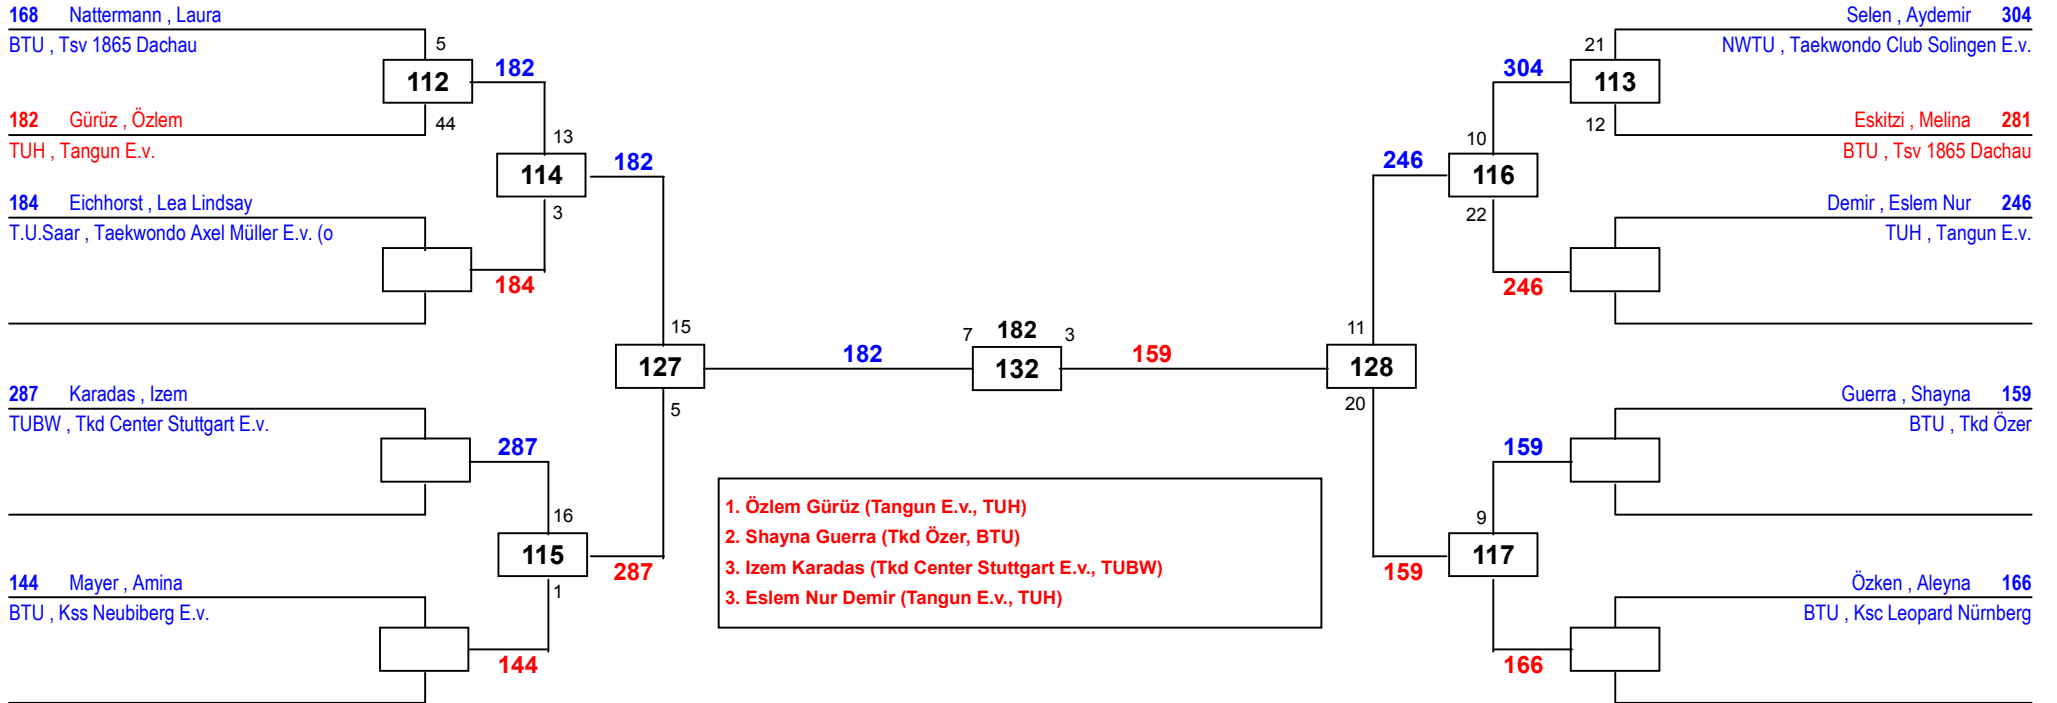 168 Nattermann , Laura
BTU , Tsv 1865 Dachau
5
112
182
182 Gürüz , Özlem
44
TUH , Tangun E.v.
13
114
182
184 Eichhorst , Lea Lindsay
3
T.U.Saar , Taekwondo Axel Müller E.v. (o
184
15
127
182
5
287 Karadas , Izem
TUBW , Tkd Center Stuttgart E.v.
287
16
115
287
1
144 Mayer , Amina
BTU , Kss Neubiberg E.v.
144
7 182 3
132
159
1. Özlem Gürüz (Tangun E.v., TUH)
2. Shayna Guerra (Tkd Özer, BTU)
3. Izem Karadas (Tkd Center Stuttgart E.v., TUBW)
3. Eslem Nur Demir (Tangun E.v., TUH)
Selen , Aydemir 304
NWTU , Taekwondo Club Solingen E.v.
21
304
113
12
Eskitzi , Melina 281
BTU , Tsv 1865 Dachau
10
246
116
22
Demir , Eslem Nur 246
TUH , Tangun E.v.
246
11
128
20
Guerra , Shayna 159
BTU , Tkd Özer
159
9
117
159
Özken , Aleyna 166
BTU , Ksc Leopard Nürnberg
166